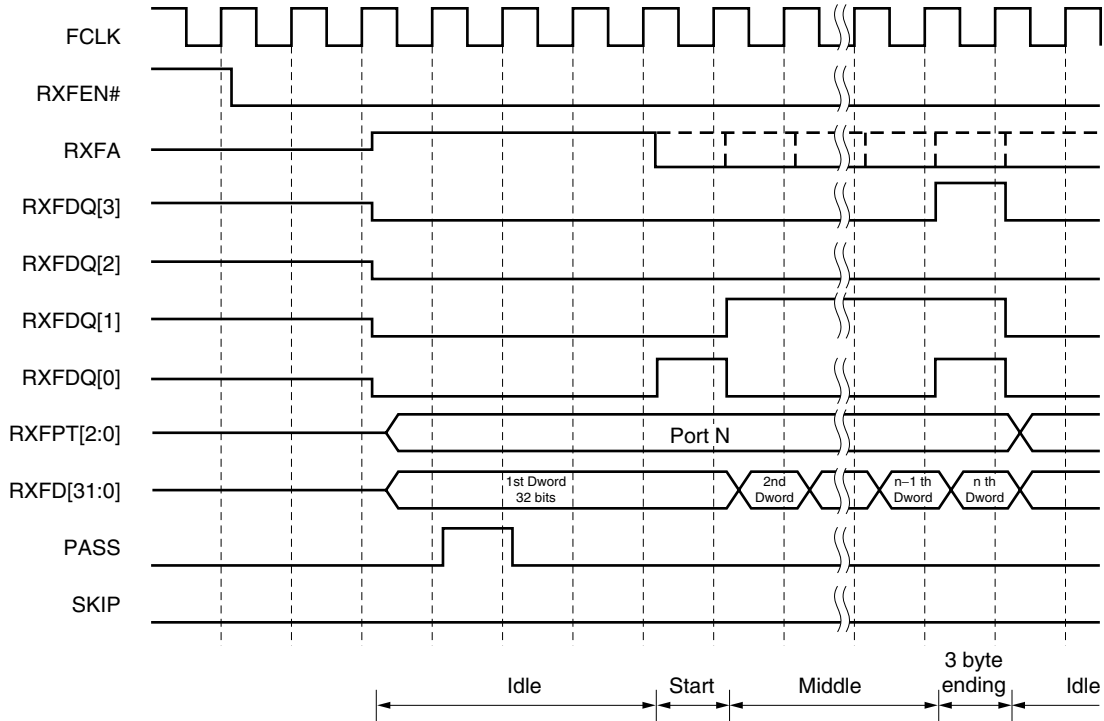 FCLK
RXFEN#
RXFA
RXFDQ[3]
RXFDQ[2]
RXFDQ[1]
RXFDQ[0]
RXFPT[2:0]
Port N
RXFD[31:0]
1st Dword
32 bits
2nd
Dword
n−1 th
Dword
n th
Dword
PASS
SKIP
Idle
Start
Middle
3 byte
ending
Idle